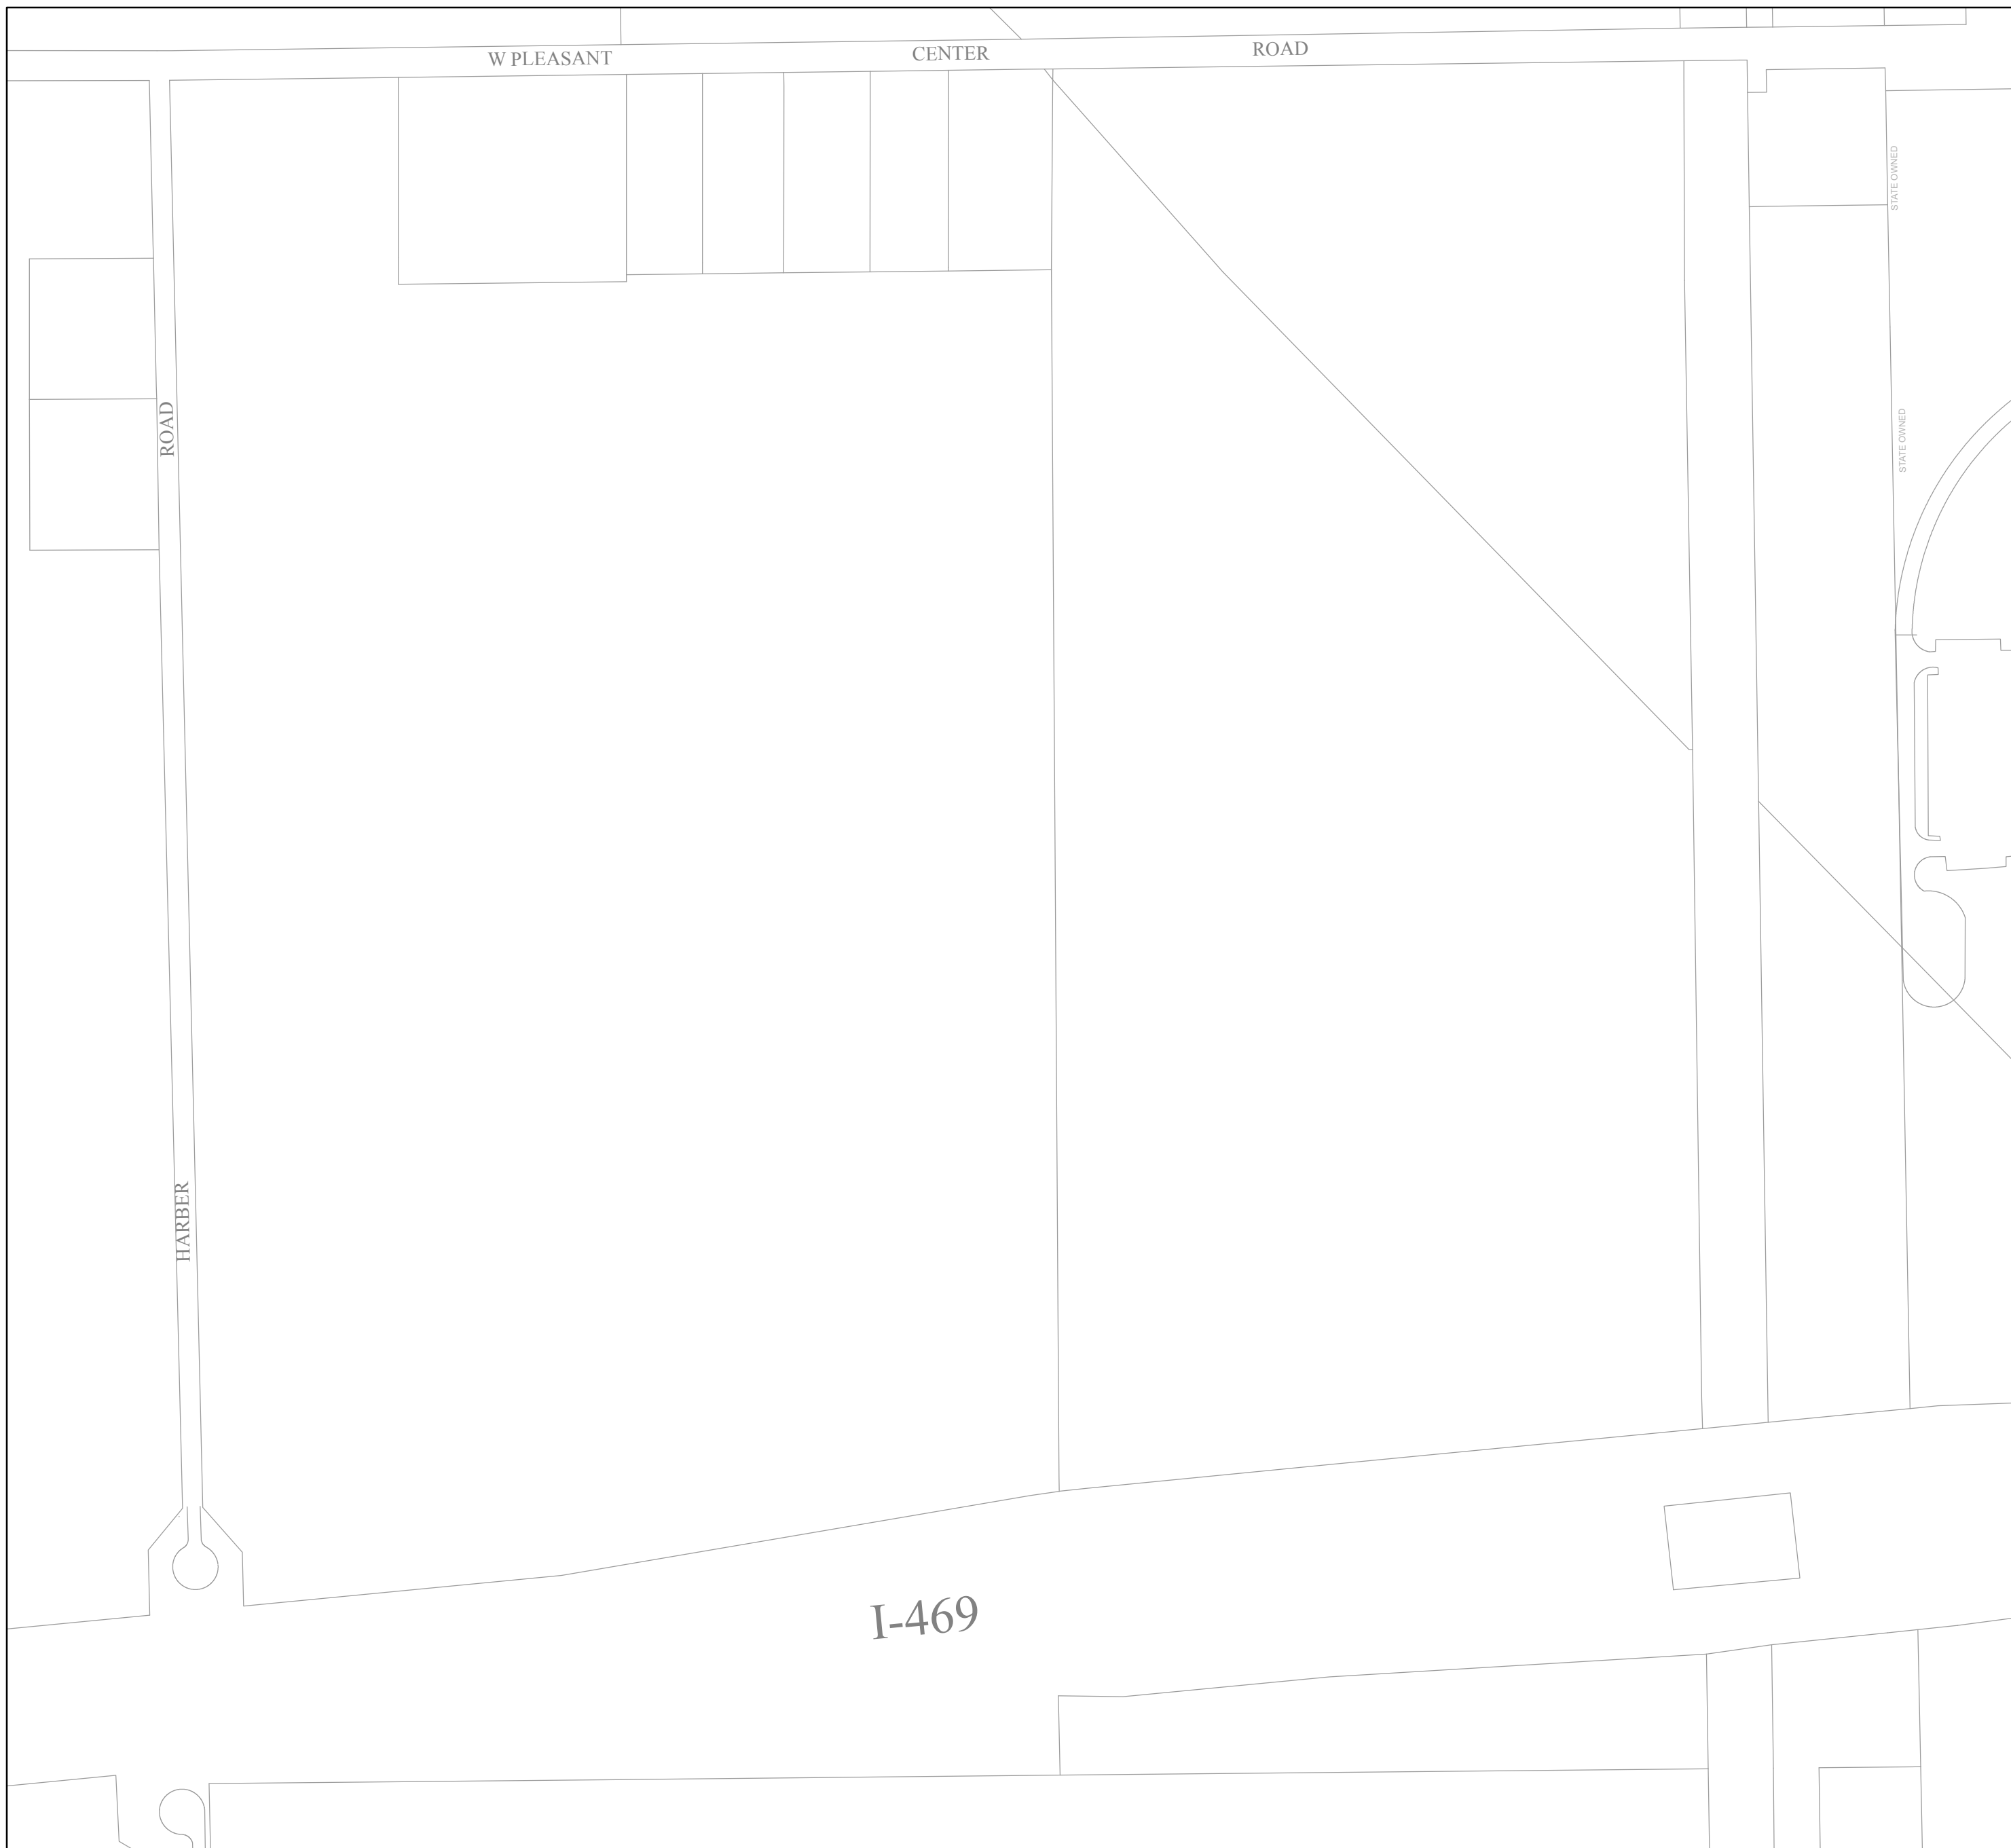 W PLEASANT CENTER ROAD
STATE OWNED
ROAD
STATE OWNED
HARBER
I-469